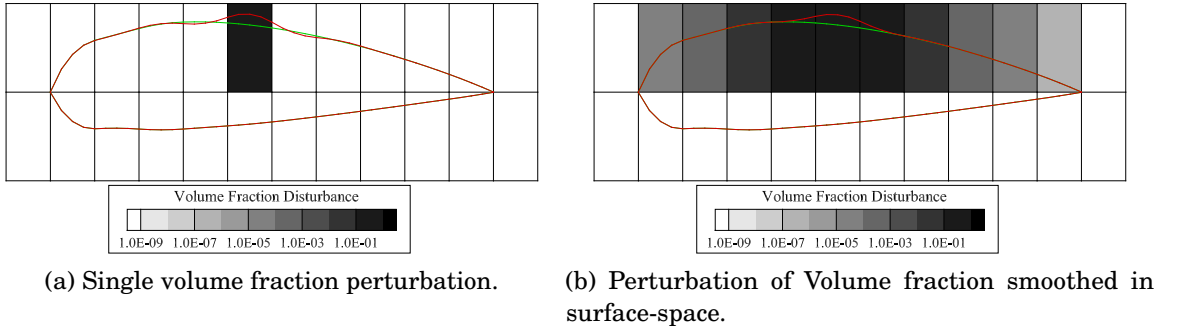 Volume Fraction Disturbance
1.0E-09 1.0E-07 1.0E-05 1.0E-03 1.0E-01
(a) Single volume fraction perturbation.
Volume Fraction Disturbance
1.0E-09 1.0E-07 1.0E-05 1.0E-03 1.0E-01
(b) Perturbation of Volume fraction smoothed in
surface-space.